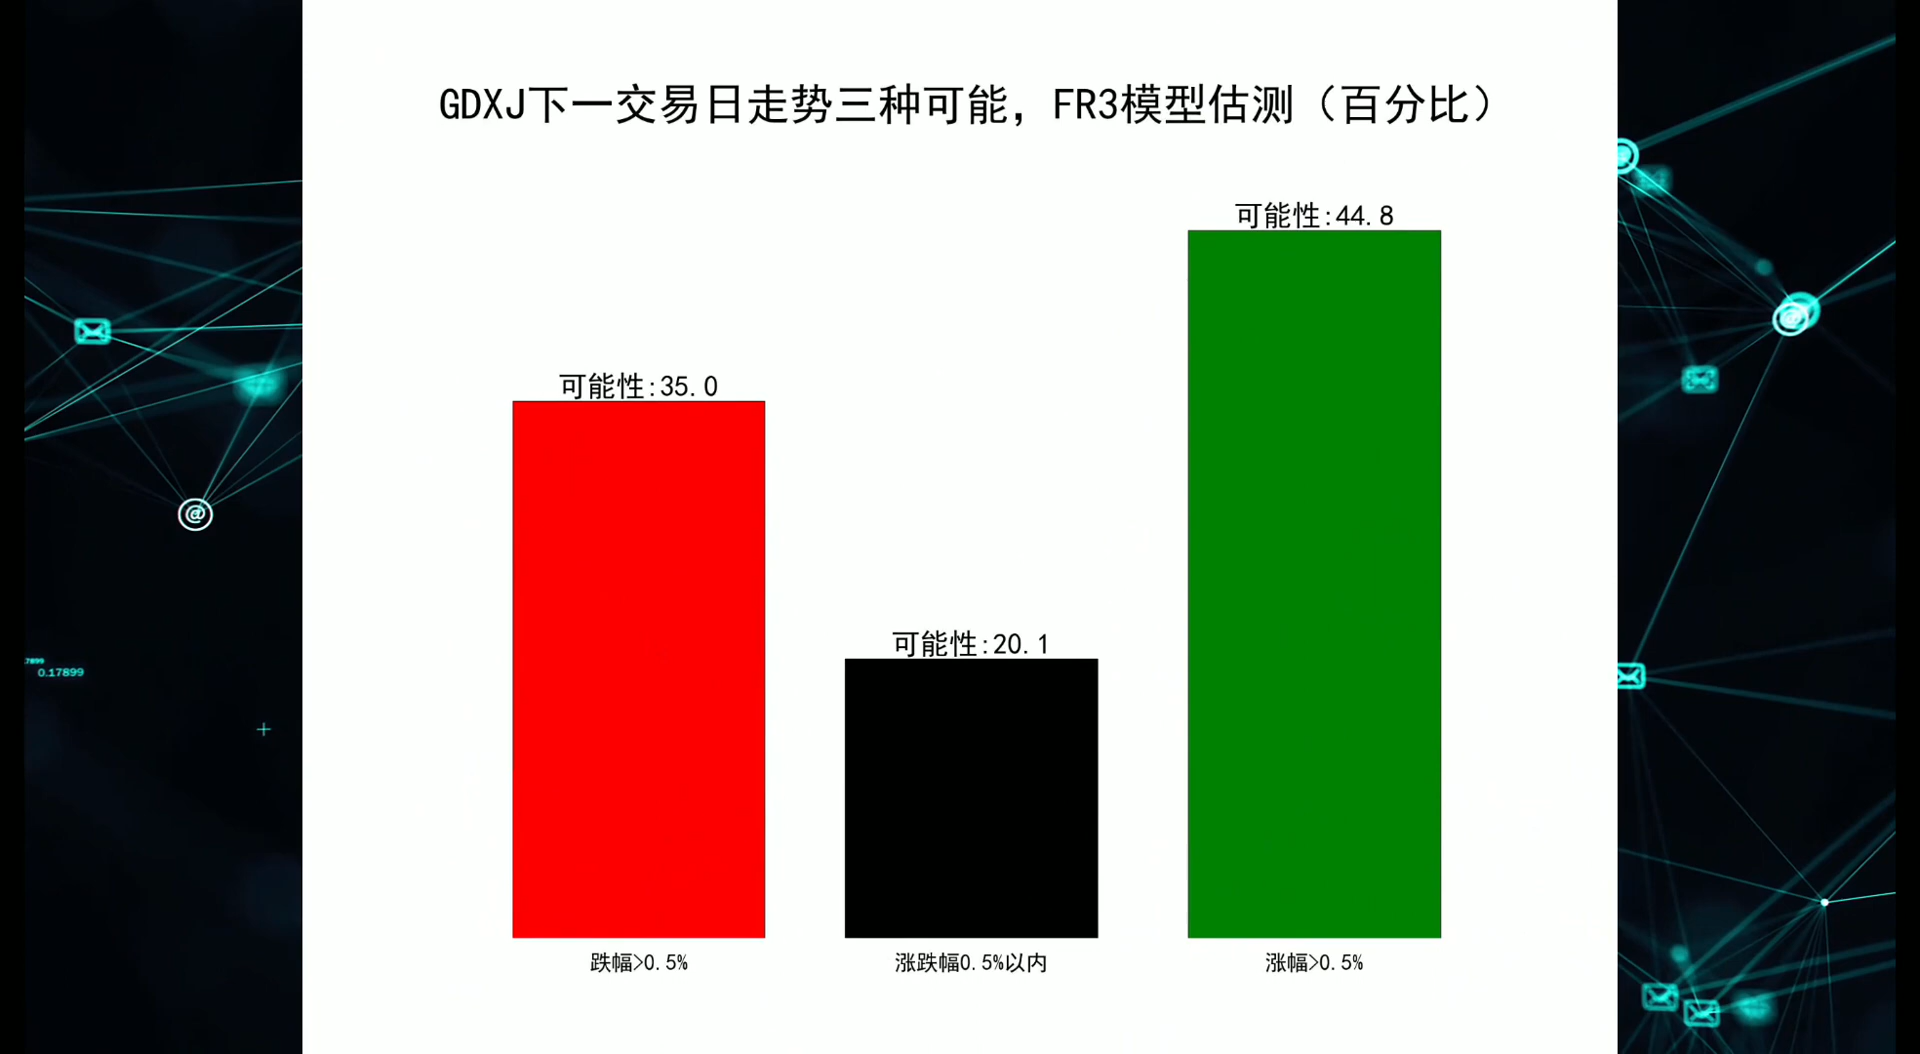 GDXJ下一交易日走势三种可能，FR3模型估测（百分比）
可能性:44.8
可能性:35.0
可能性:20.1
0.17899
跌幅>0.5%
涨跌幅0.5%以内
涨幅>0.5%